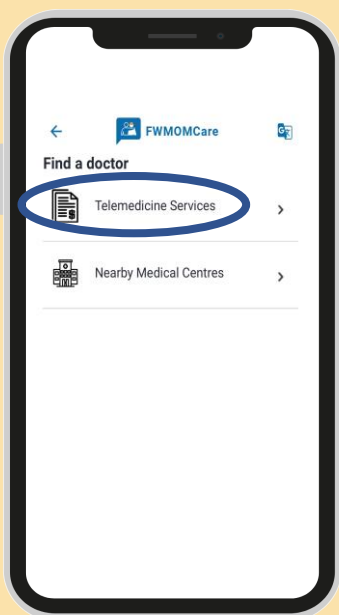 FWMOMCare
Find a doctor
Telemedicine Services
Nearby Medical Centres